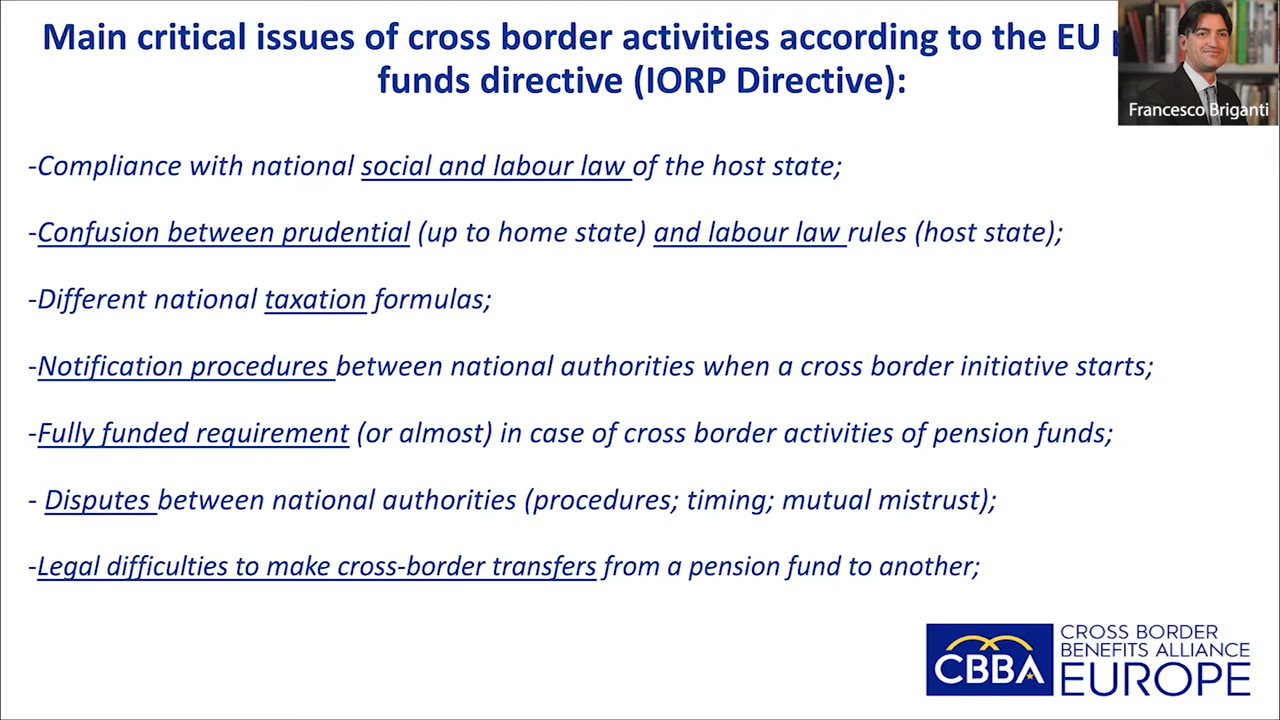 Main critical issues of cross border activities according to the EU
funds directive (IORP Directive):
Francesco Briganti
-Compliance with national social and labour law of the host state;
-Confusion between prudential (up to home state) and labour law rules (host state);
-Different national taxation formulas;
-Notification procedures between national authorities when a cross border initiative starts;
-Fully funded requirement (or almost) in case of cross border activities of pension funds;
- Disputes between national authorities (procedures; timing; mutual mistrust);
-Legal difficulties to make cross-border transfers from a pension fund to another;
CBBA
CROSS BORDER
BENEFITS ALLIANCE
EUROPE